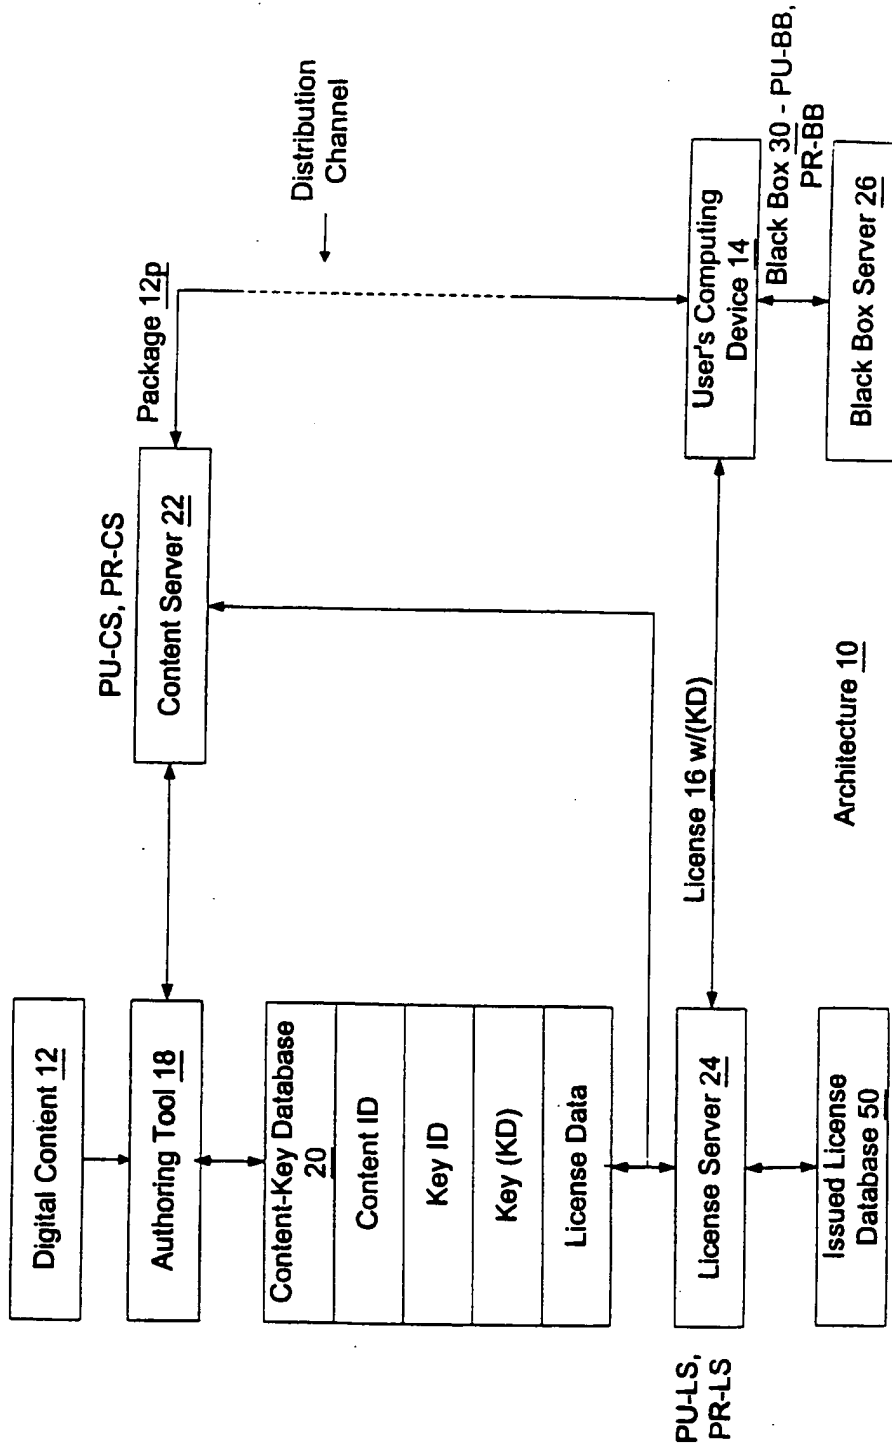 Digital Content 12
Authoring Tool 18
Content-Key Database
20
Content ID
Key ID
Key (KD)
License Data
PU-LS,
PR-LS
License Server 24
Issued License
Database 50
PU-CS, PR-CS
Content Server 22
Package 12p
Distribution
Channel
License 16 w/(KD)
User's Computing
Device 14
Black Box 30 - PU-BB,
PR-BB
Black Box Server 26
Architecture 10